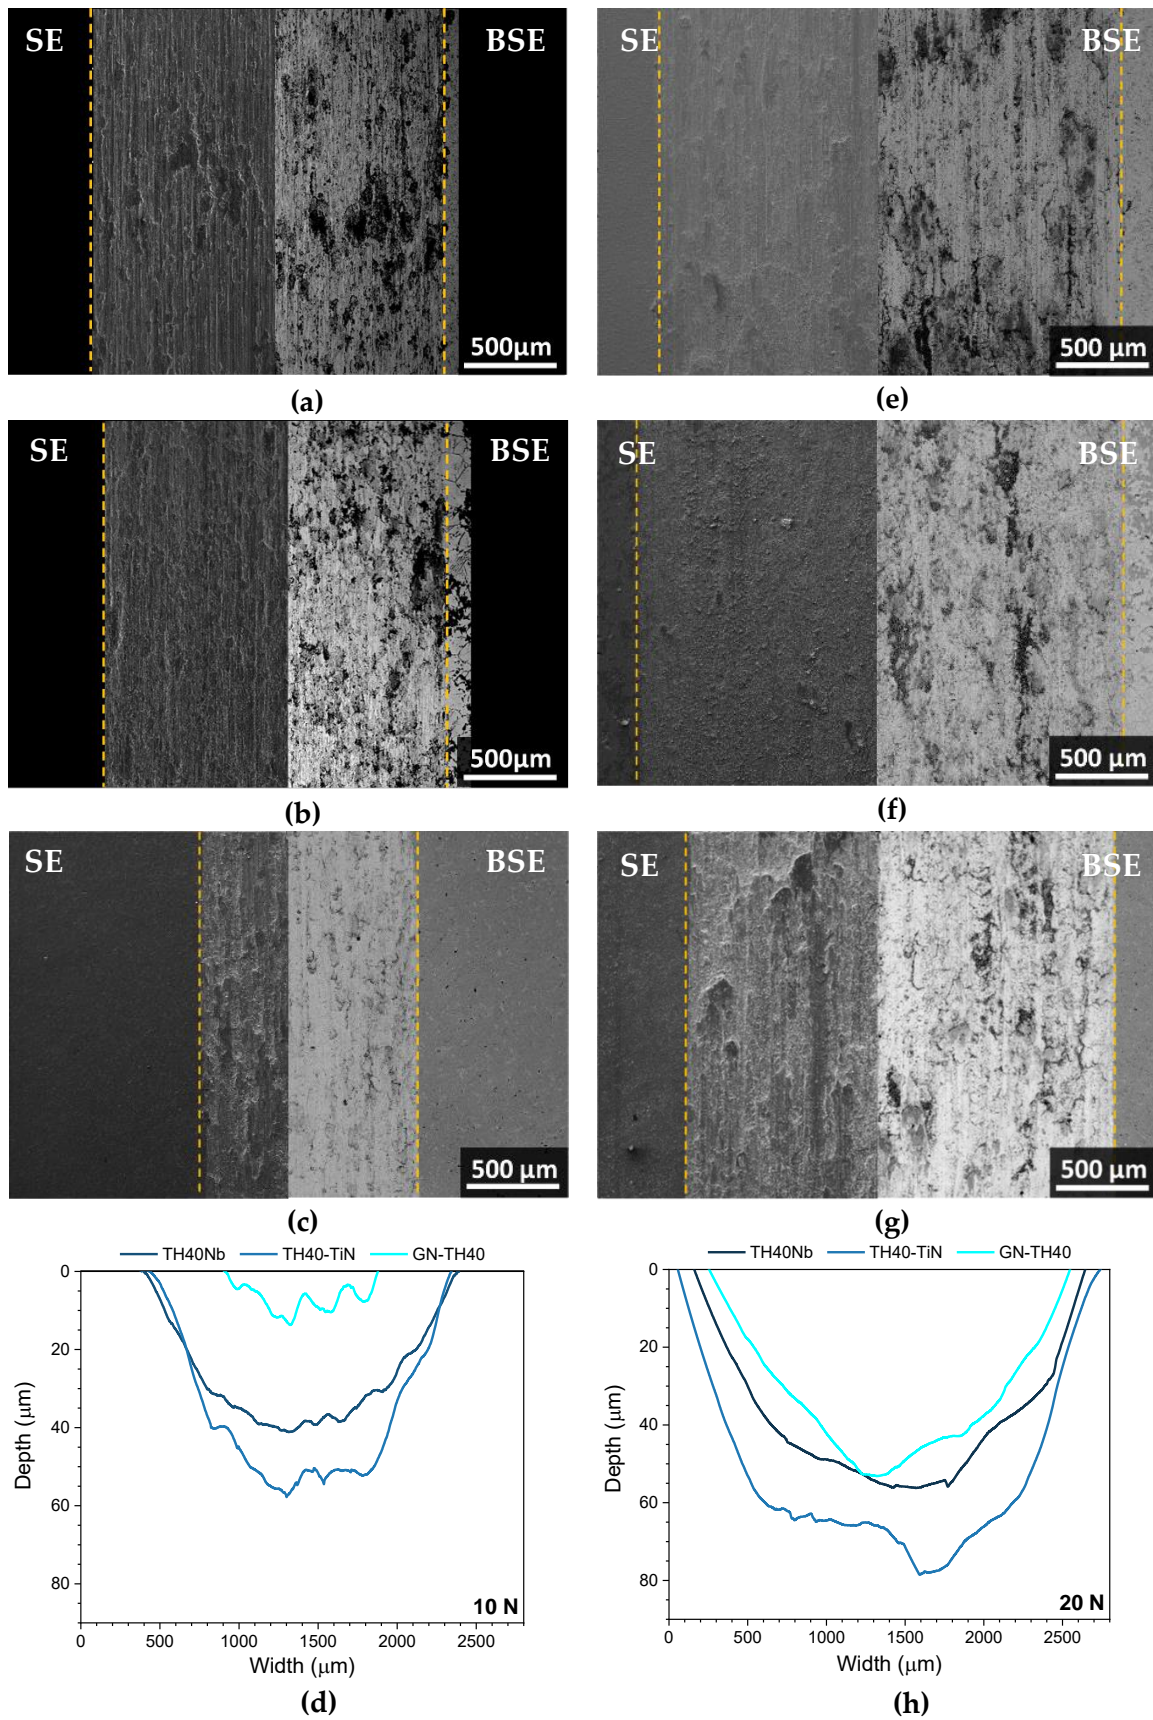 SE BSE
500μm
(a)
SE BSE
500 μm
(e)
SE BSE
500μm
(b)
SE BSE
500 μm
(f)
SE BSE
500 μm
(c)
SE BSE
500 μm
(g)
TH40Nb TH40-TiN GN-TH40
0
20
40
60
80
Depth (μm)
10 N
0 500 1000 1500 2000 2500
Width (μm)
(d)
TH40Nb TH40-TiN GN-TH40
0
20
40
60
80
Depth (μm)
20 N
0 500 1000 1500 2000 2500
Width (μm)
(h)